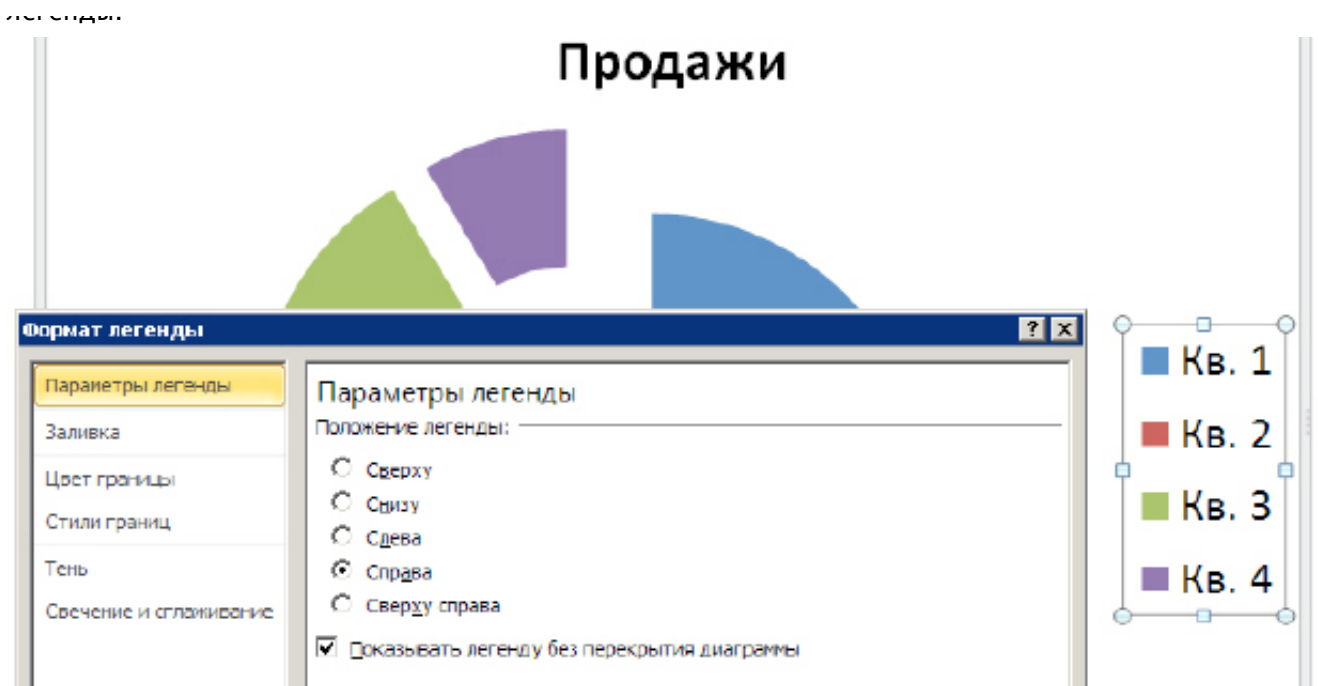 легенды.
Продажи
Формат легенды
Параметры легенды
Заливка
Цвет границы
Стили границ
Тень
Свечение и сглаживание
Параметры легенды
Положение легенды:
Сверху
Снизу
Слева
Справа
Сверху справа
Показывать легенду без перекрытия диаграммы
Кв. 1
Кв. 2
Кв. 3
Кв. 4